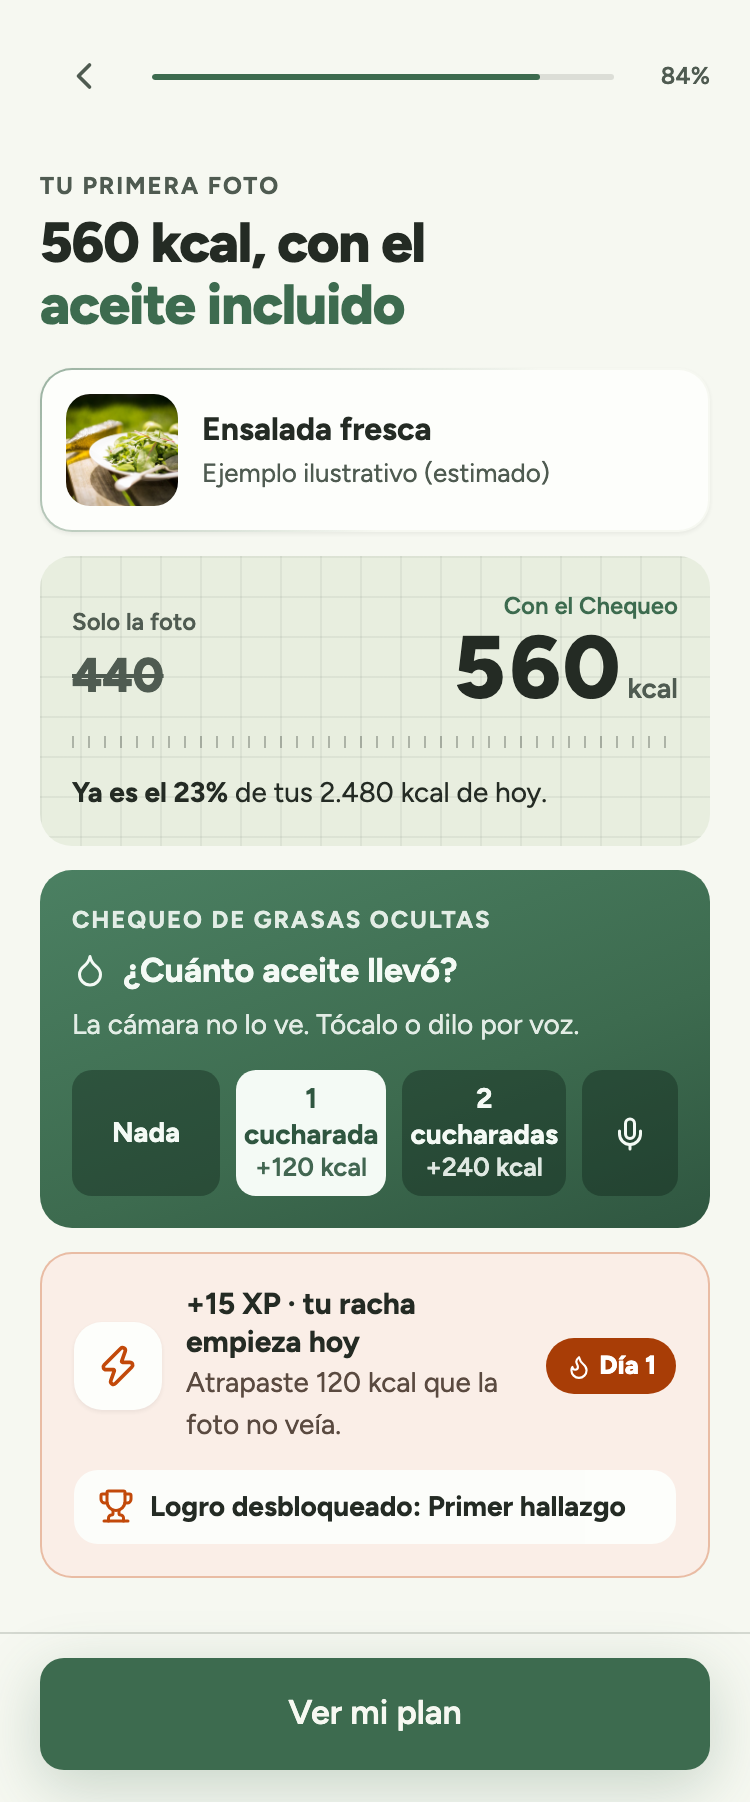 84%
TU PRIMERA FOTO
560 kcal, con el
aceite incluido
Ensalada fresca
Ejemplo ilustrativo (estimado)
Solo la foto
440
Con el Chequeo
560 kcal
Ya es el 23% de tus 2.480 kcal de hoy.
CHEQUEO DE GRASAS OCULTAS
¿Cuánto aceite llevó?
La cámara no lo ve. Tócalo o dilo por voz.
Nada
1
cucharada
+120 kcal
2
cucharadas
+240 kcal
+15 XP · tu racha
empieza hoy
Atrapaste 120 kcal que la
foto no veía.
Día 1
Logro desbloqueado: Primer hallazgo
Ver mi plan